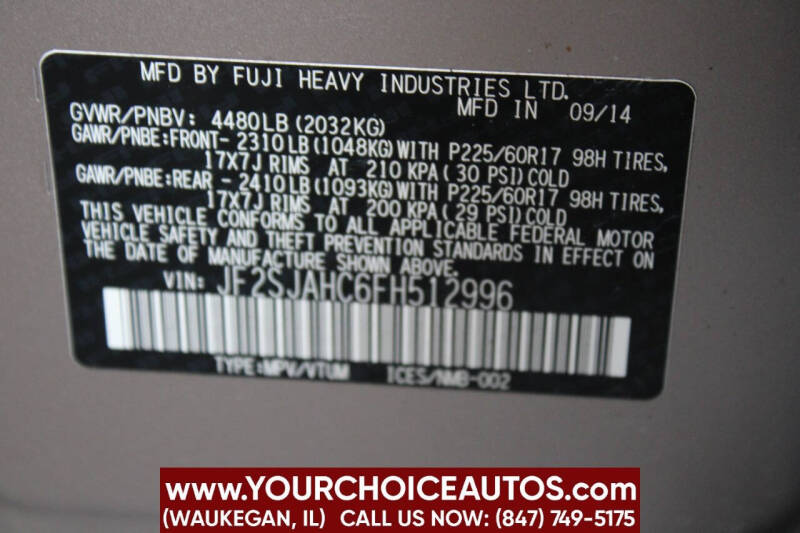 MFD BY FUJI HEAVY INDUSTRIES LTD.
MFD IN 09/14
GVWR/PNBV: 4480LB (2032KG)
GAWR/PNBE:FRONT- 2310LB(1048KG)WITH P225/60R17 98H TIRES,
17X7J RIMS AT 210 KPA( 30 PSI)COLD
GAWR/PNBE:REAR - 2410LB(1093KG)WITH P225/60R17 98H TIRES,
17X7J RIMS AT 200 KPA( 29 PSI)COLD
THIS VEHICLE CONFORMS TO ALL APPLICABLE FEDERAL MOTOR
VEHICLE SAFETY AND THEFT PREVENTION STANDARDS IN EFFECT ON
THE DATE OF MANUFACTURE SHOWN ABOVE.
VIN: JF2SJAHC6FH512996
TYPE:MPV/VTUM ICES/NMB-002
WWW.YOURCHOICEAUTOS.COM
(WAUKEGAN, IL) CALL US NOW: (847) 749-5175